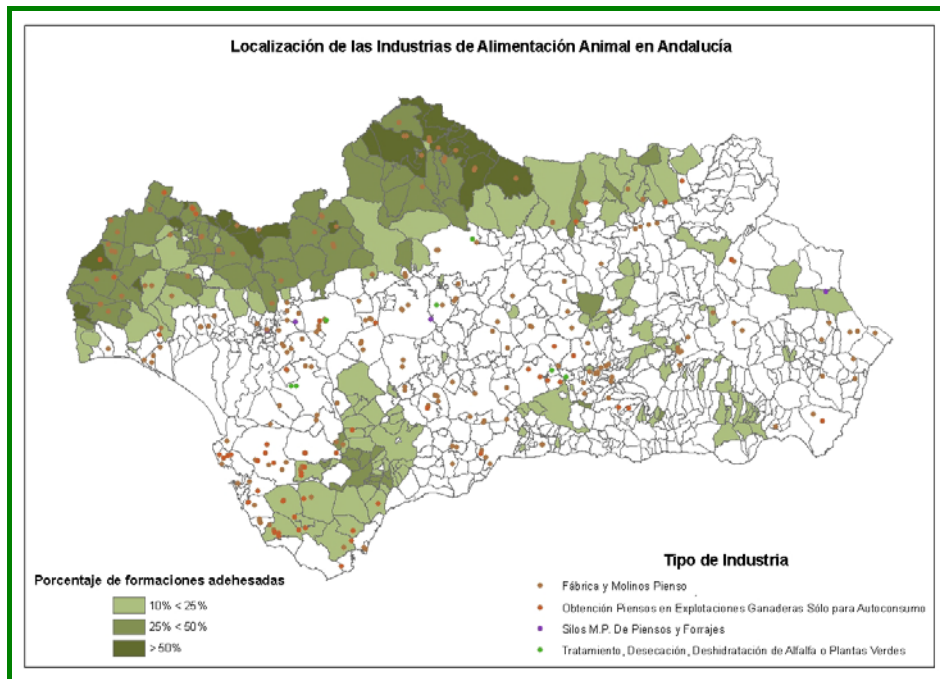 Localización de las Industrias de Alimentación Animal en Andalucía
Porcentaje de formaciones adehesadas
10% < 25%
25% < 50%
> 50%
Tipo de Industria
Fábrica y Molinos Pienso
Obtención Piensos en Explotaciones Ganaderas Sólo para Autoconsumo
Silos M.P. De Piensos y Forrajes
Tratamiento, Desecación, Deshidratación de Alfalfa o Plantas Verdes